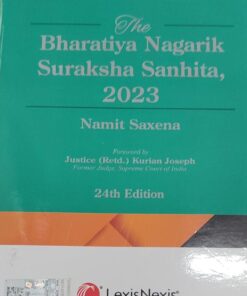 The
Bharatiya Nagarik
Suraksha Sanhita,
2023
Namit Saxena
Foreword by
Justice (Retd.) Kurian Joseph
Former Judge, Supreme Court of India
24th Edition
LexisNexis®